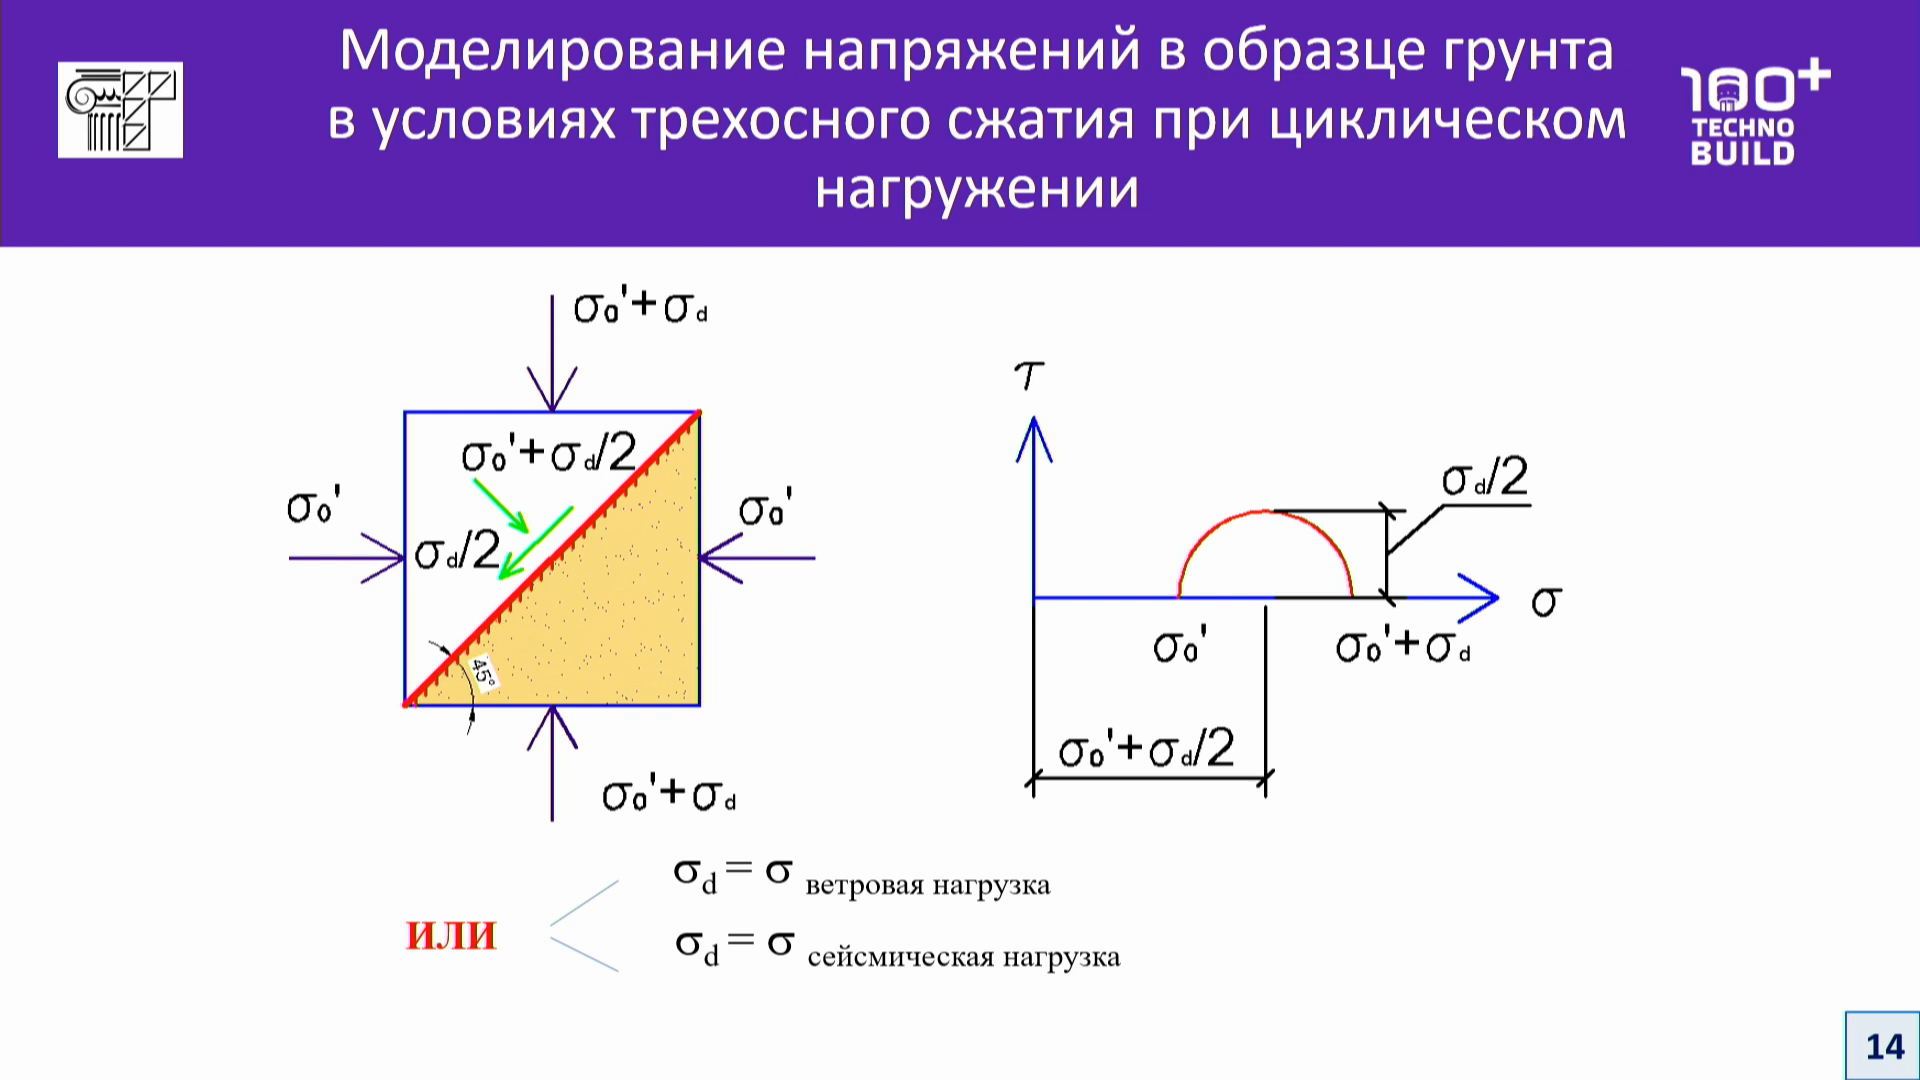 Моделирование напряжений в образце грунта
в условиях трехосного сжатия при циклическом
нагружении
100+
TECHNO
BUILD
σ₀'+σd
σ₀'+σd/2
σ₀'
σ₀'
σd/2
45°
σ₀'+σd
τ
σd/2
σ
σ₀'
σ₀'+σd
σ₀'+σd/2
σd = σ ветровая нагрузка
ИЛИ
σd = σ сейсмическая нагрузка
14